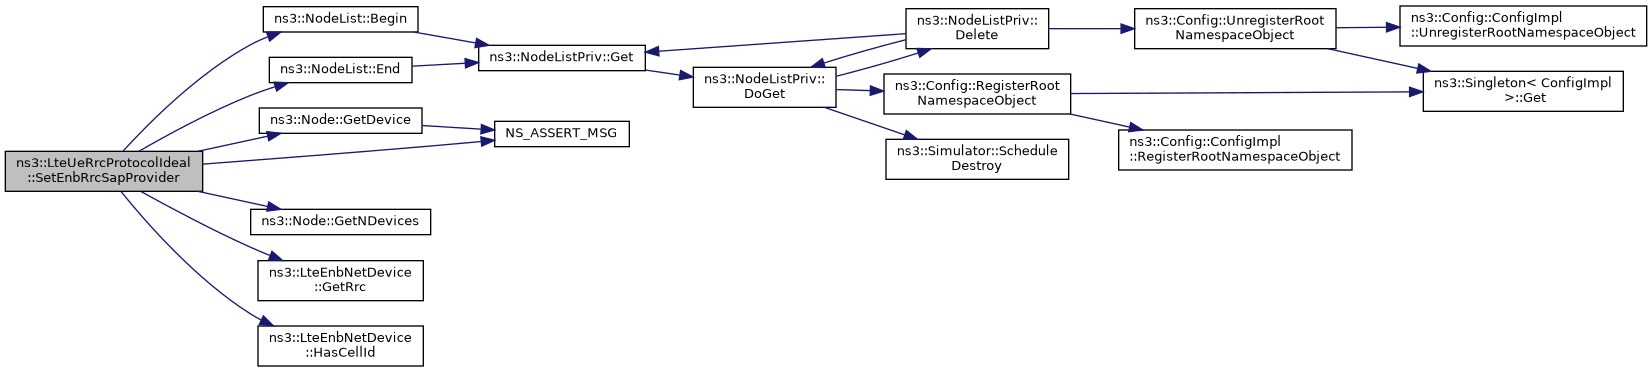 ns3::LteUeRrcProtocolIdeal
::SetEnbRrcSapProvider
ns3::NodeList::Begin
ns3::NodeList::End
ns3::Node::GetDevice
ns3::Node::GetNDevices
ns3::LteEnbNetDevice
::GetRrc
ns3::LteEnbNetDevice
::HasCellId
ns3::NodeListPriv::Get
NS_ASSERT_MSG
ns3::NodeListPriv::
DoGet
ns3::NodeListPriv::
Delete
ns3::Config::RegisterRoot
NamespaceObject
ns3::Simulator::Schedule
Destroy
ns3::Config::UnregisterRoot
NamespaceObject
ns3::Config::ConfigImpl
::RegisterRootNamespaceObject
ns3::Config::ConfigImpl
::UnregisterRootNamespaceObject
ns3::Singleton< ConfigImpl
>::Get